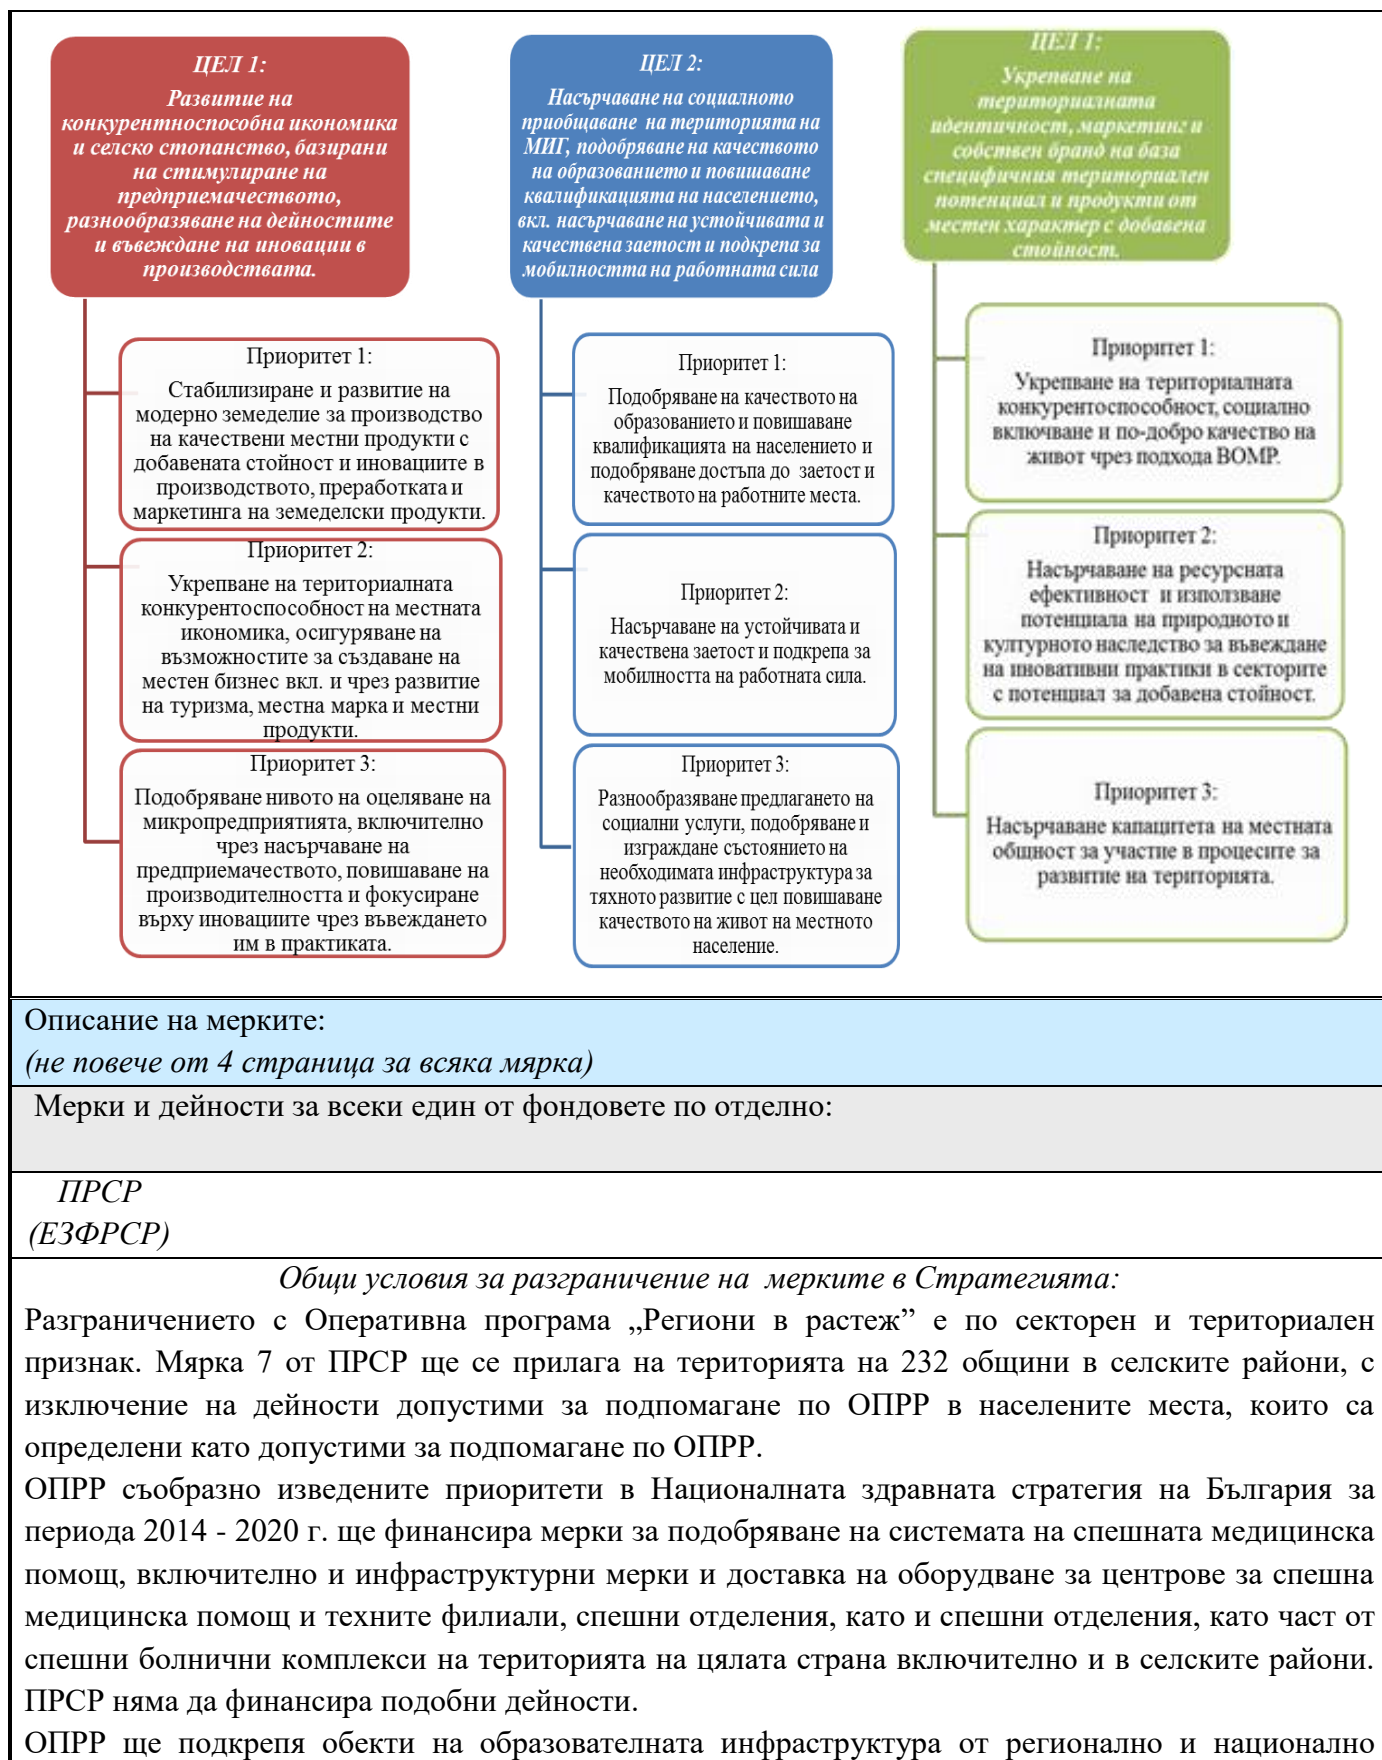 ЦЕЛ 1:
Развитие на
конкурентноспособна икономика
и селско стопанство, базирани
на стимулиране на
предприемачеството,
разнообразяване на дейностите
и въвеждане на иновации в
производствата.
Приоритет 1:
Стабилизиране и развитие на
модерно земеделие за производство
на качествени местни продукти с
добавената стойност и иновациите в
производството, преработката и
маркетинга на земеделски продукти.
Приоритет 2:
Укрепване на териториалната
конкурентоспособност на местната
икономика, осигуряване на
възможностите за създаване на
местен бизнес вкл. и чрез развитие
на туризма, местна марка и местни
продукти.
Приоритет 3:
Подобряване нивото на оцеляване на
микропредприятията, включително
чрез насърчаване на
предприемачеството, повишаване на
производителността и фокусиране
върху иновациите чрез въвеждането
им в практиката.
ЦЕЛ 2:
Насърчаване на социалното
приобщаване на територията на
МИГ, подобряване на качеството
на образованието и повишаване
квалификацията на населението,
вкл. насърчаване на устойчивата и
качествена заетост и подкрепа за
мобилността на работната сила
Приоритет 1:
Подобряване на качеството на
образованието и повишаване
квалификацията на населението и
подобряване достъпа до заетост и
качеството на работните места.
Приоритет 2:
Насърчаване на устойчивата и
качествена заетост и подкрепа за
мобилността на работната сила.
Приоритет 3:
Разнообразяване предлагането на
социални услуги, подобряване и
изграждане състоянието на
необходимата инфраструктура за
тяхното развитие с цел повишаване
качеството на живот на местното
население.
ЦЕЛ 1:
Укрепване на
териториалната
идентичност, маркетинг и
собствен бранд на база
специфичния териториален
потенциал и продукти от
местен характер с добавена
стойност.
Приоритет 1:
Укрепване на териториалната
конкурентоспособност, социално
включване и по-добро качество на
живот чрез подхода ВОМР.
Приоритет 2:
Насърчаване на ресурсната
ефективност и използване
потенциала на природното и
културното наследство за въвеждане
на иновативни практики в секторите
с потенциал за добавена стойност.
Приоритет 3:
Насърчаване капацитета на местната
общност за участие в процесите за
развитие на територията.
Описание на мерките:
(не повече от 4 страница за всяка мярка)
Мерки и дейности за всеки един от фондовете по отделно:
ПРСР
(ЕЗФРСР)
Общи условия за разграничение на мерките в Стратегията:
Разграничението с Оперативна програма „Региони в растеж” е по секторен и териториален
признак. Мярка 7 от ПРСР ще се прилага на територията на 232 общини в селските райони, с
изключение на дейности допустими за подпомагане по ОПРР в населените места, които са
определени като допустими за подпомагане по ОПРР.
ОПРР съобразно изведените приоритети в Националната здравната стратегия на България за
периода 2014 - 2020 г. ще финансира мерки за подобряване на системата на спешната медицинска
помощ, включително и инфраструктурни мерки и доставка на оборудване за центрове за спешна
медицинска помощ и техните филиали, спешни отделения, като и спешни отделения, като част от
спешни болнични комплекси на територията на цялата страна включително и в селските райони.
ПРСР няма да финансира подобни дейности.
ОПРР ще подкрепя обекти на образователната инфраструктура от регионално и национално